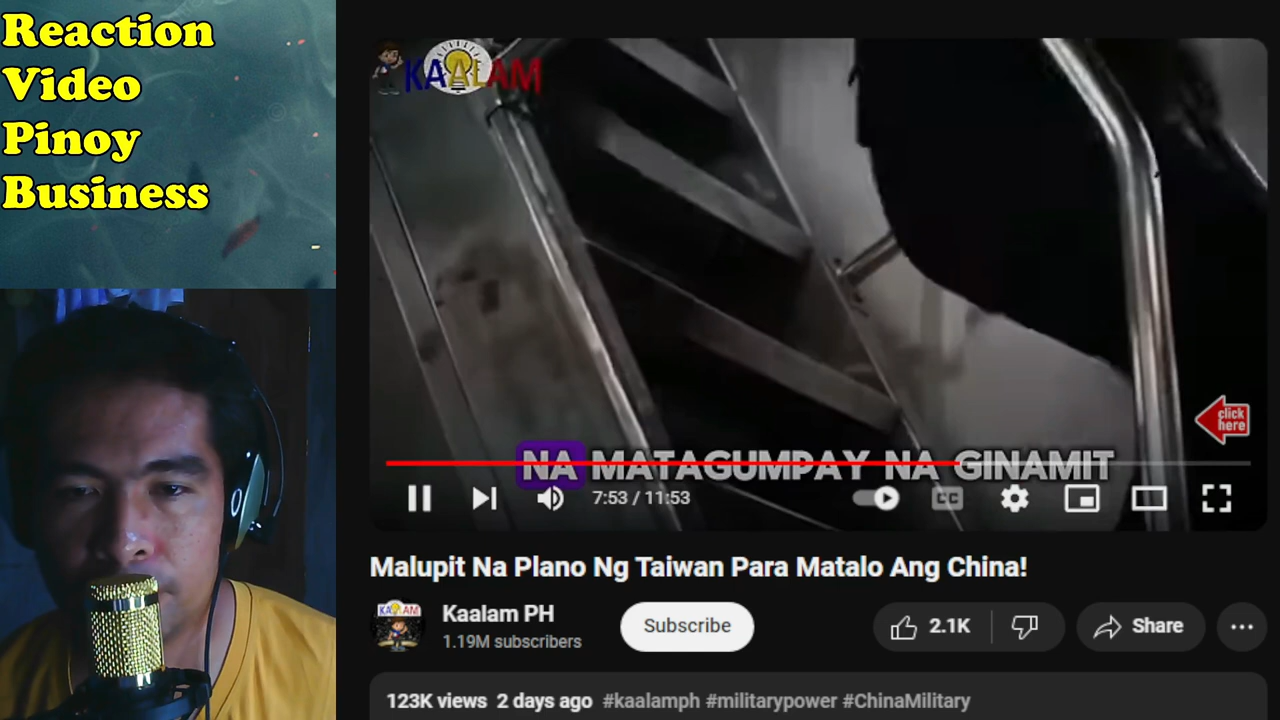 Reaction
Video
Pinoy
Business
KAALAM
click
here
NA MATAGUMPAY NA GINAMIT
7:53 / 11:53
CC
Malupit Na Plano Ng Taiwan Para Matalo Ang China!
KAALAM
Kaalam PH
1.19M subscribers
Subscribe
2.1K
Share
123K views 2 days ago #kaalamph #militarypower #ChinaMilitary